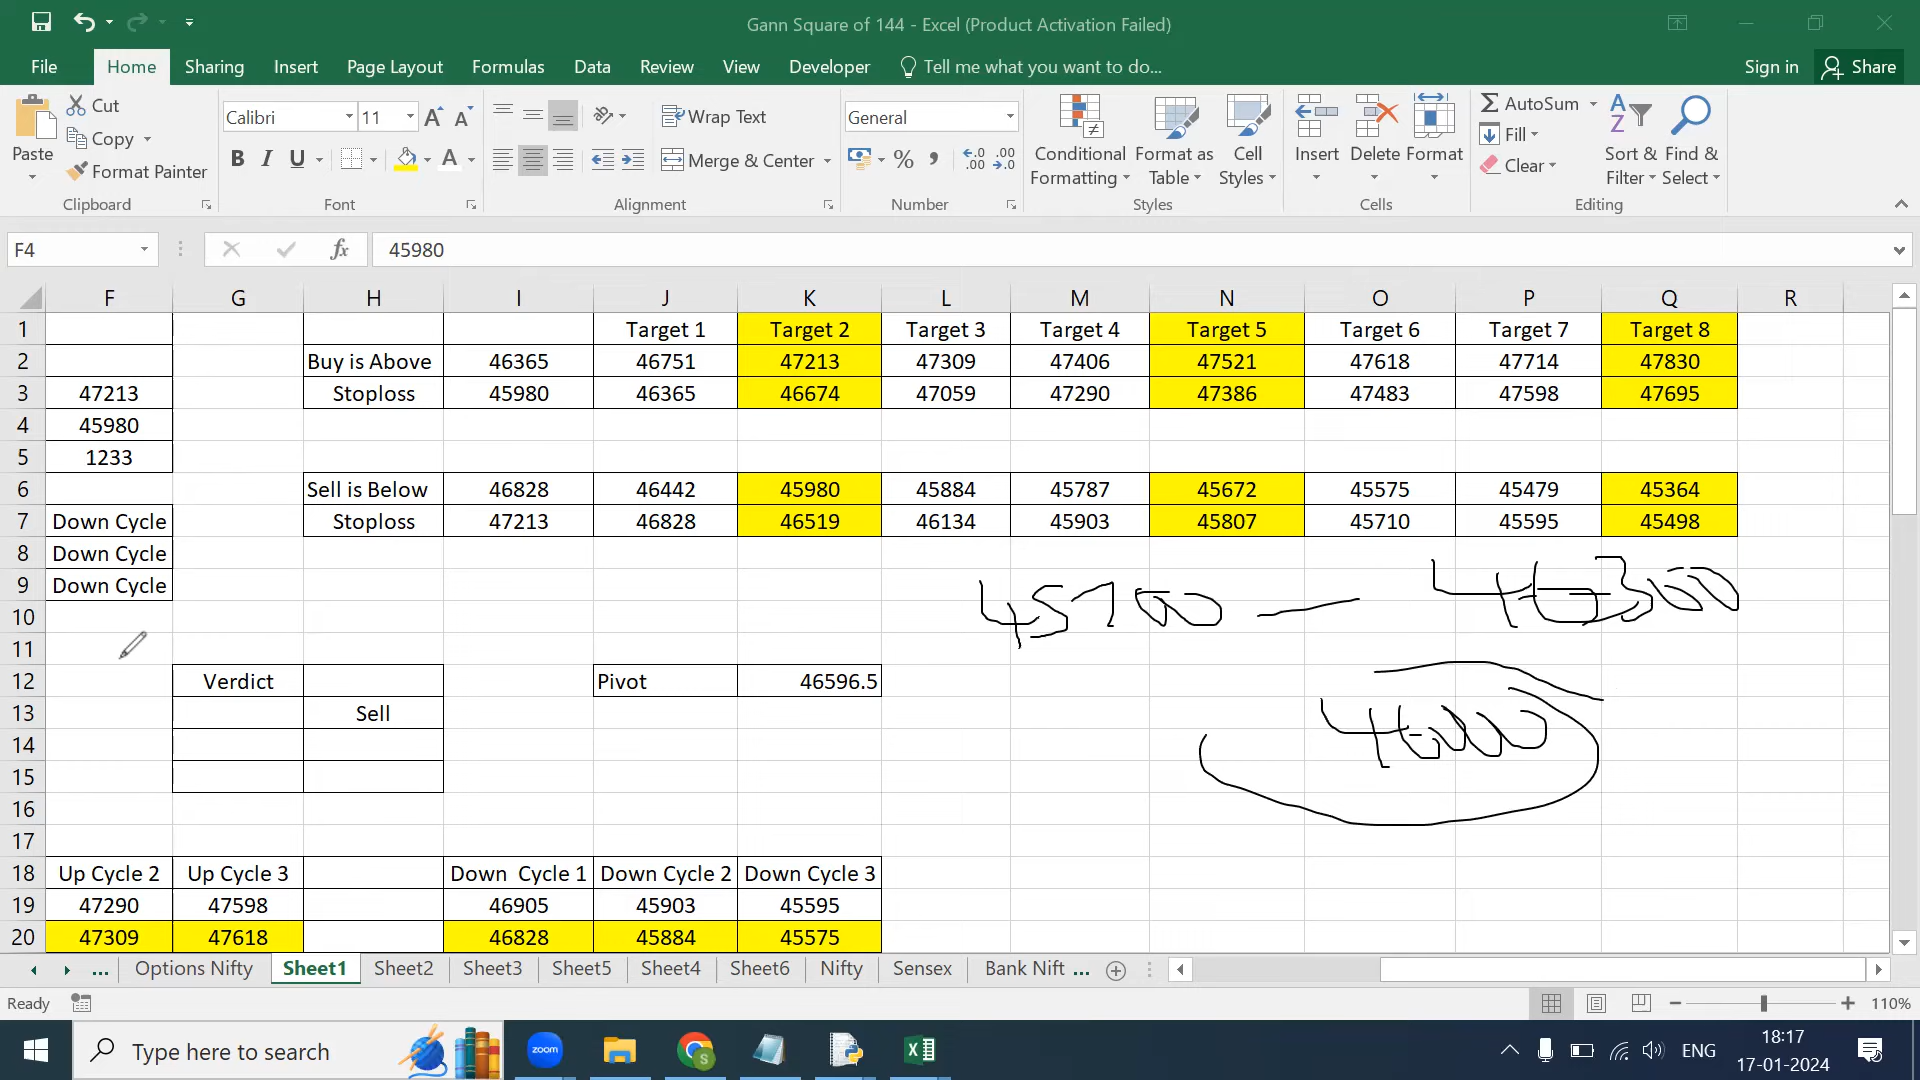 Gann Square of 144 - Excel (Product Activation Failed)
File Home Sharing Insert Page Layout Formulas Data Review View Developer Tell me what you want to do... Sign in Share
Cut
Copy
Format Painter
Paste
Clipboard
Calibri 11
B I U
Font
Wrap Text
Merge & Center
Alignment
General
% , .00
Number
Conditional Formatting
Format as Table
Cell Styles
Styles
Insert Delete Format
Cells
AutoSum
Fill
Clear
Sort & Filter
Find & Select
Editing
F4 fx 45980
F G H I J K L M N O P Q R
1 Target 1 Target 2 Target 3 Target 4 Target 5 Target 6 Target 7 Target 8
2 Buy is Above 46365 46751 47213 47309 47406 47521 47618 47714 47830
3 47213 Stoploss 45980 46365 46674 47059 47290 47386 47483 47598 47695
4 45980
5 1233
6 Sell is Below 46828 46442 45980 45884 45787 45672 45575 45479 45364
7 Down Cycle Stoploss 47213 46828 46519 46134 45903 45807 45710 45595 45498
8 Down Cycle
9 Down Cycle
10 45700 — 46300
11
12 Verdict Pivot 46596.5
13 Sell
14 46000
15
16
17
18 Up Cycle 2 Up Cycle 3 Down Cycle 1 Down Cycle 2 Down Cycle 3
19 47290 47598 46905 45903 45595
20 47309 47618 46828 45884 45575
... Options Nifty Sheet1 Sheet2 Sheet3 Sheet5 Sheet4 Sheet6 Nifty Sensex Bank Nift ...
Ready 110%
Type here to search zoom ENG 18:17
17-01-2024